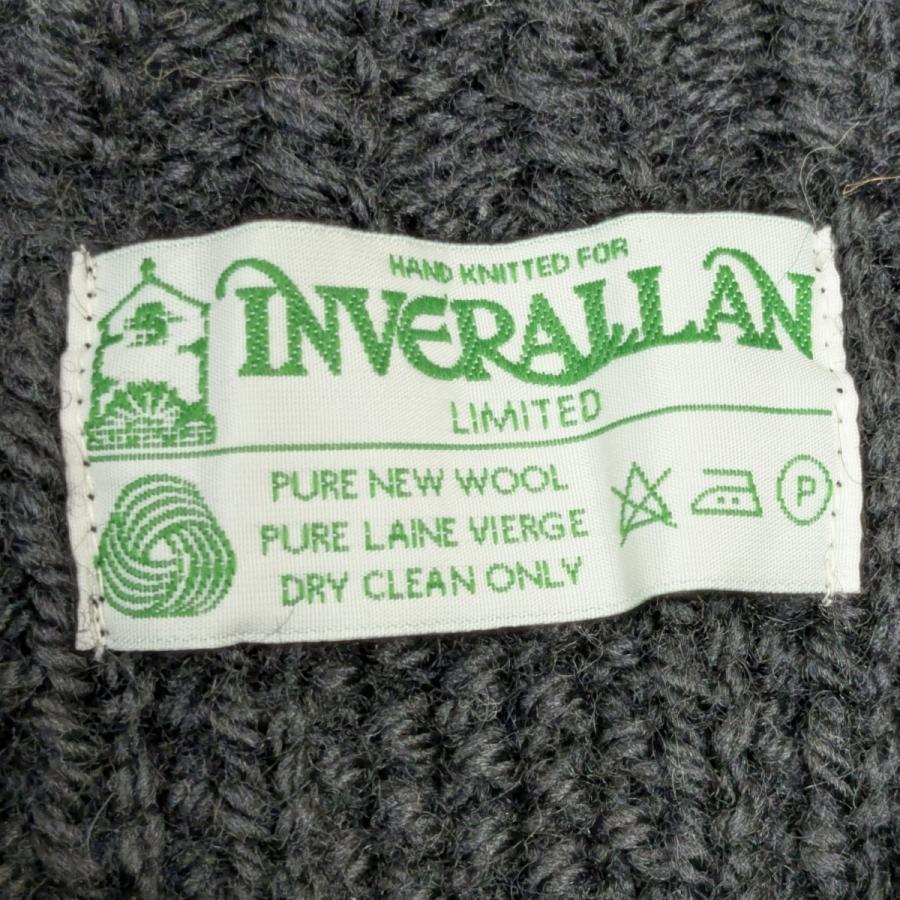 HAND KNITTED FOR
INVERALLAN
LIMITED
PURE NEW WOOL
PURE LAINE VIERGE
DRY CLEAN ONLY
P